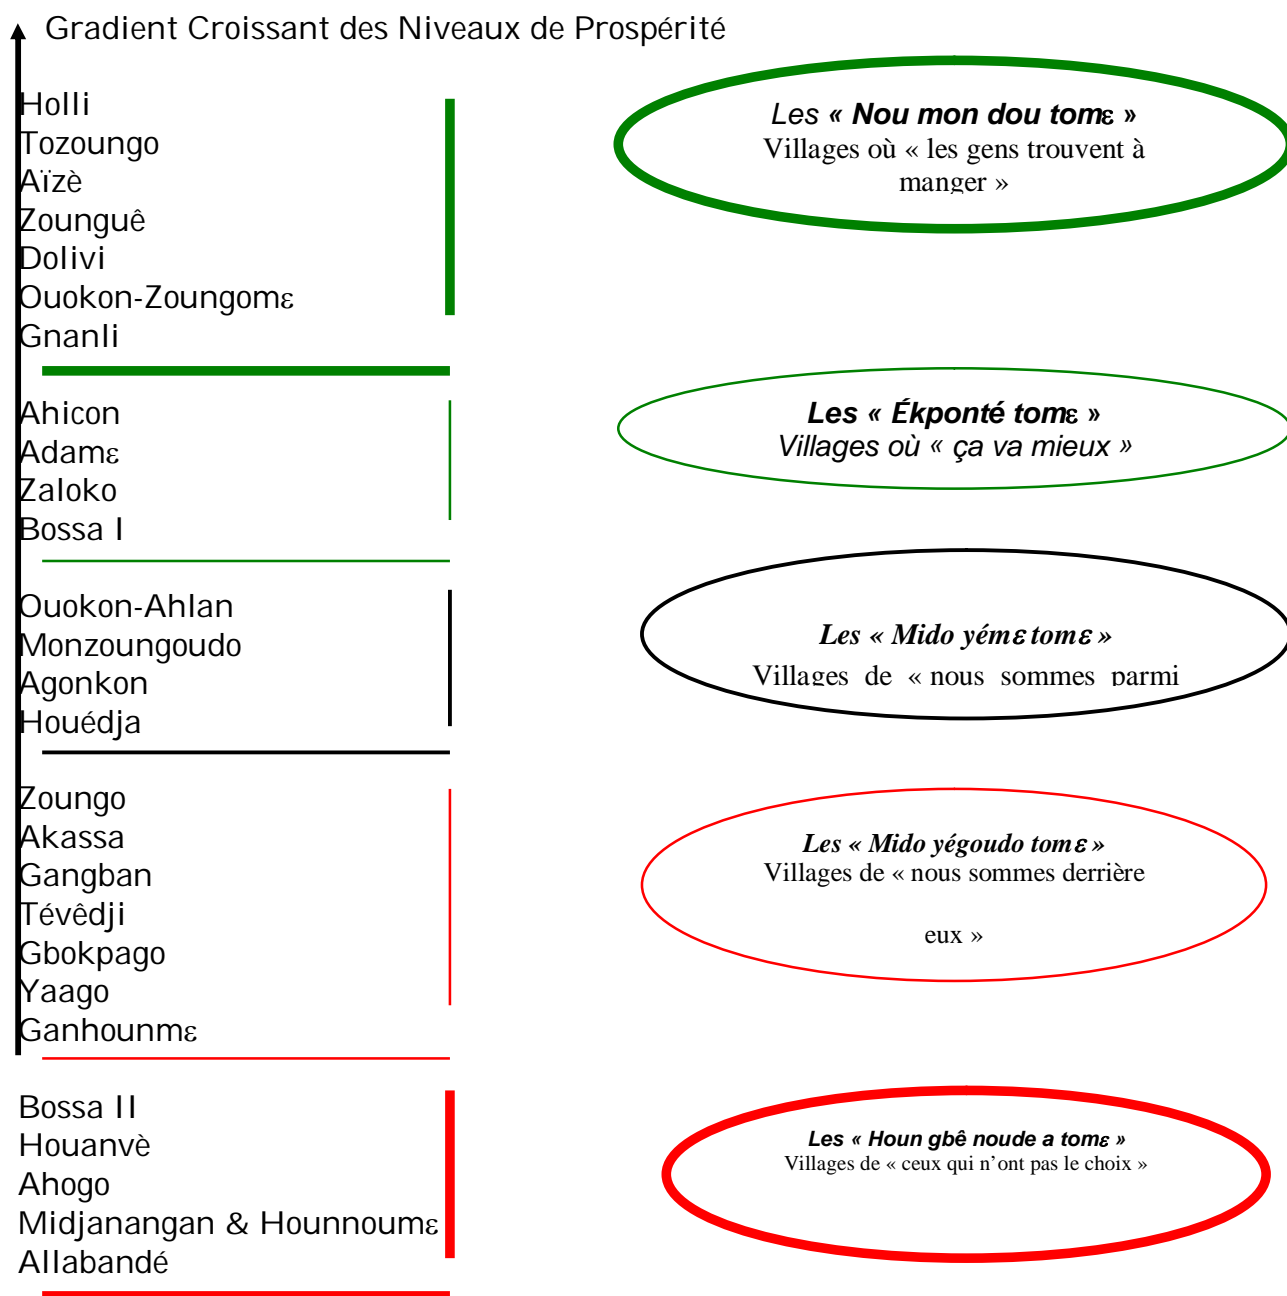 Gradient Croissant des Niveaux de Prospérité
Holli
Tozoungo
Aïzè
Zounguê
Dolivi
Ouokon-Zoungomɛ
Gnanli
Les « Nou mon dou tomɛ »
Villages où « les gens trouvent à
manger »
Ahicon
Adamɛ
Zaloko
Bossa I
Les « Ékponté tomɛ »
Villages où « ça va mieux »
Ouokon-Ahlan
Monzoungoudo
Agonkon
Houédja
Les « Mido yémɛ tomɛ »
Villages de « nous sommes parmi
Zoungo
Akassa
Gangban
Tévêdji
Gbokpago
Yaago
Ganhounmɛ
Les « Mido yégoudo tomɛ »
Villages de « nous sommes derrière
eux »
Bossa II
Houanvè
Ahogo
Midjanangan & Hounnoumɛ
Allabandé
Les « Houn gbê noude a tomɛ »
Villages de « ceux qui n’ont pas le choix »